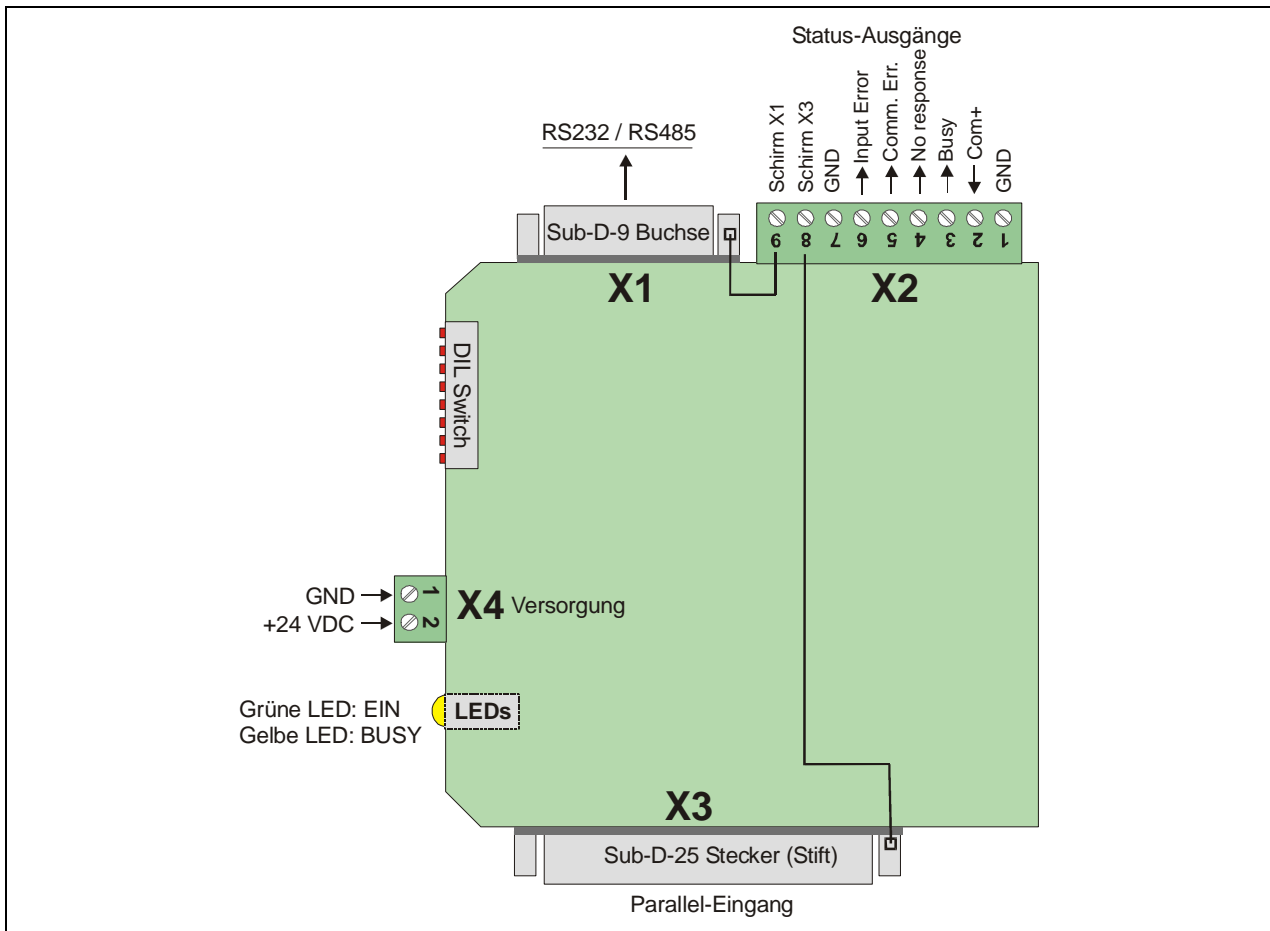 Status-Ausgänge
RS232 / RS485
Schirm X1
Schirm X3
GND
Input Error
Comm. Err.
No response
Busy
Com+
GND
Sub-D-9 Buchse
9 8 7 6 5 4 3 2 1
X1
X2
DIL Switch
GND
1
+24 VDC
2
X4 Versorgung
Grüne LED: EIN
Gelbe LED: BUSY
LEDs
X3
Sub-D-25 Stecker (Stift)
Parallel-Eingang